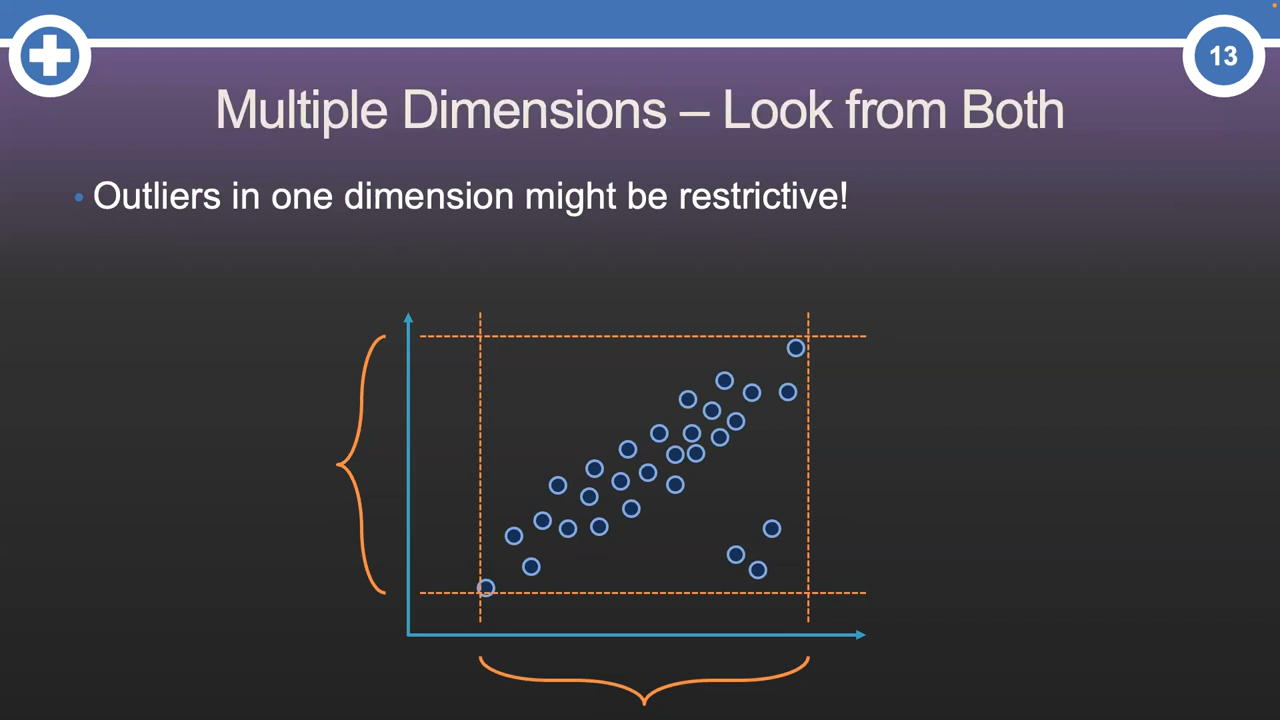 13
Multiple Dimensions – Look from Both
• Outliers in one dimension might be restrictive!